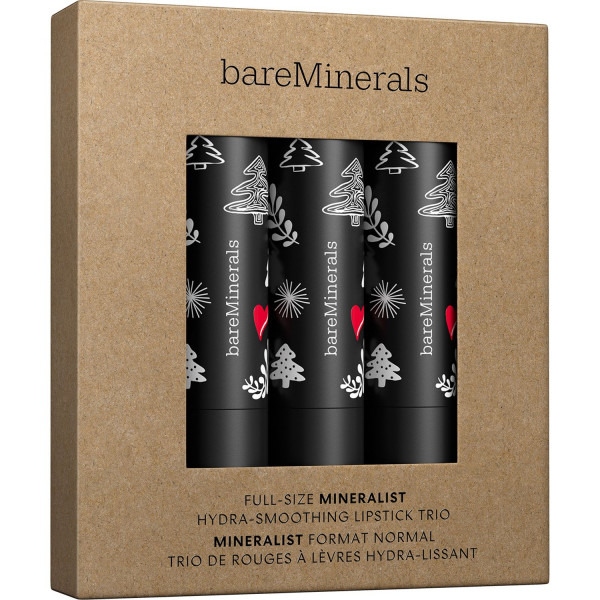 bareMinerals
bareMinerals
bareMinerals
bareMinerals
FULL-SIZE MINERALIST
HYDRA-SMOOTHING LIPSTICK TRIO
MINERALIST FORMAT NORMAL
TRIO DE ROUGES À LÈVRES HYDRA-LISSANT